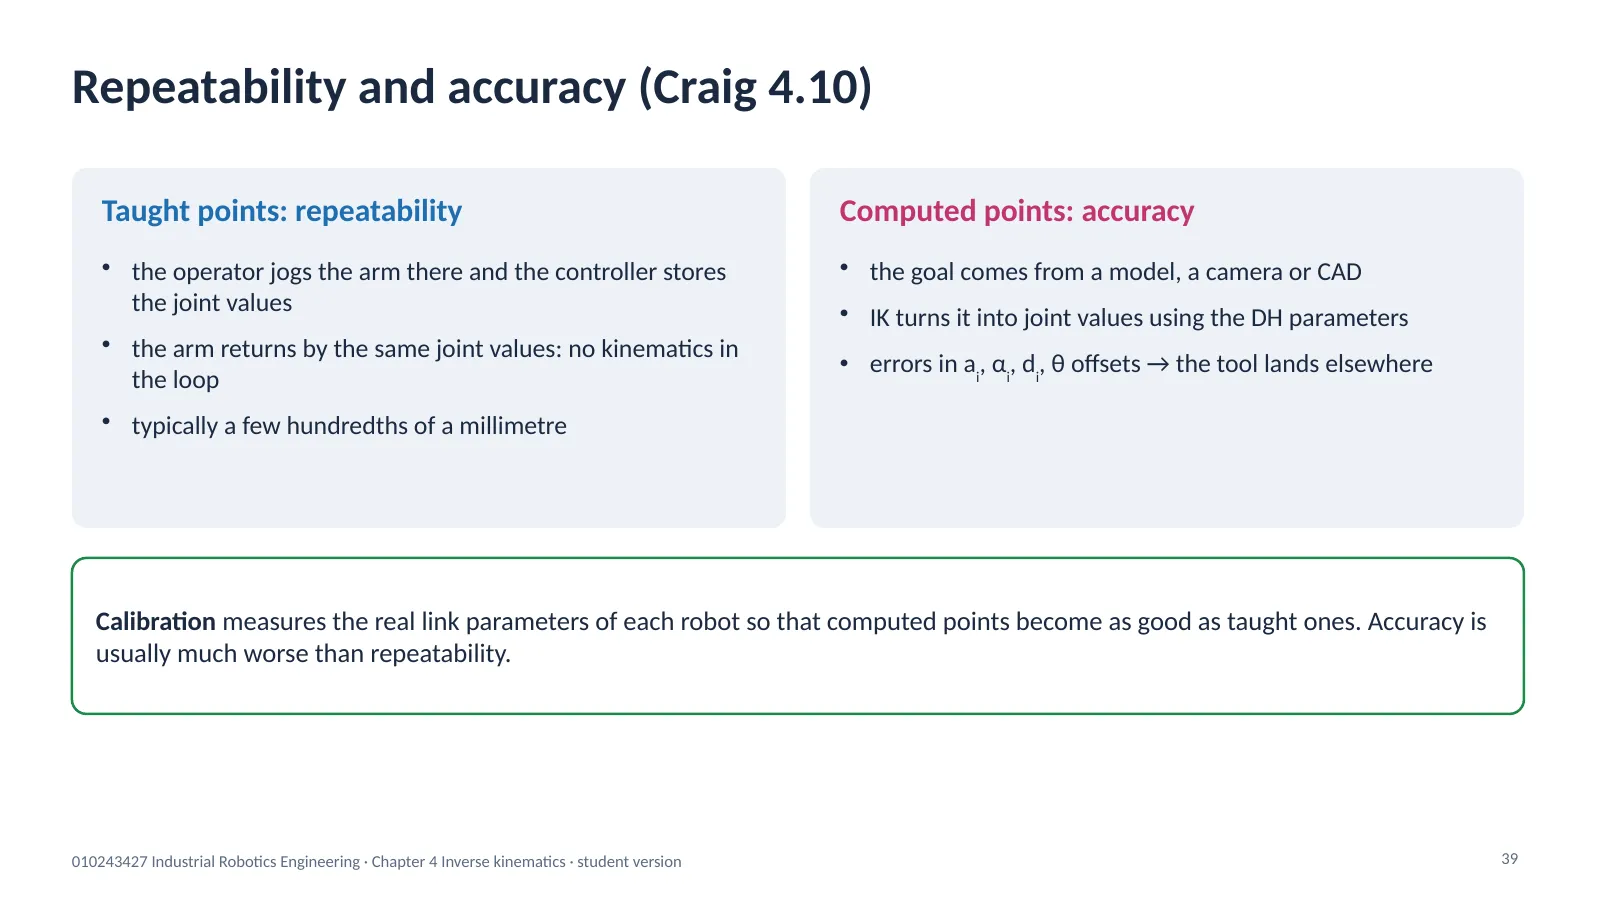 Repeatability and accuracy (Craig 4.10)
Taught points: repeatability
• the operator jogs the arm there and the controller stores
the joint values
• the arm returns by the same joint values: no kinematics in
the loop
• typically a few hundredths of a millimetre
Computed points: accuracy
• the goal comes from a model, a camera or CAD
• IK turns it into joint values using the DH parameters
• errors in aᵢ, αᵢ, dᵢ, θ offsets → the tool lands elsewhere
Calibration measures the real link parameters of each robot so that computed points become as good as taught ones. Accuracy is
usually much worse than repeatability.
010243427 Industrial Robotics Engineering · Chapter 4 Inverse kinematics · student version
39